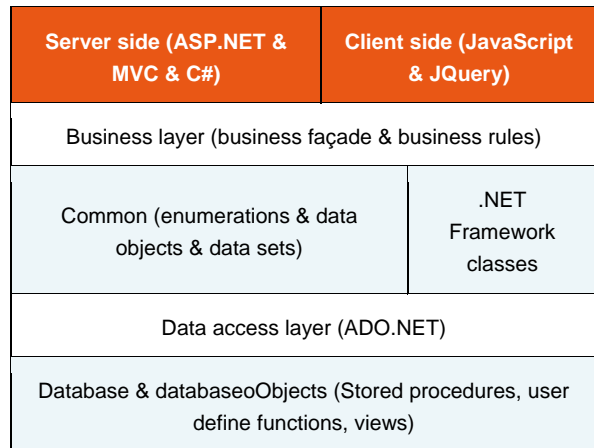 Server side (ASP.NET &
MVC & C#)
Client side (JavaScript
& JQuery)
Business layer (business façade & business rules)
Common (enumerations & data
objects & data sets)
.NET
Framework
classes
Data access layer (ADO.NET)
Database & databaseoObjects (Stored procedures, user
define functions, views)